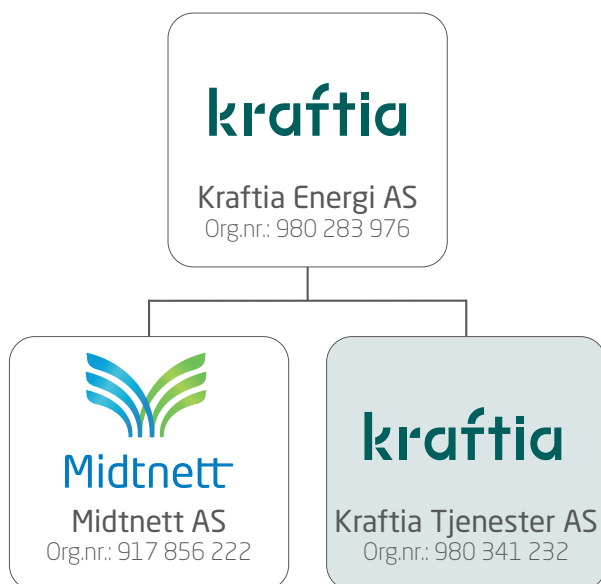 kraftia
Kraftia Energi AS
Org.nr.: 980 283 976
Midtnett
Midtnett AS
Org.nr.: 917 856 222
kraftia
Kraftia Tjenester AS
Org.nr.: 980 341 232